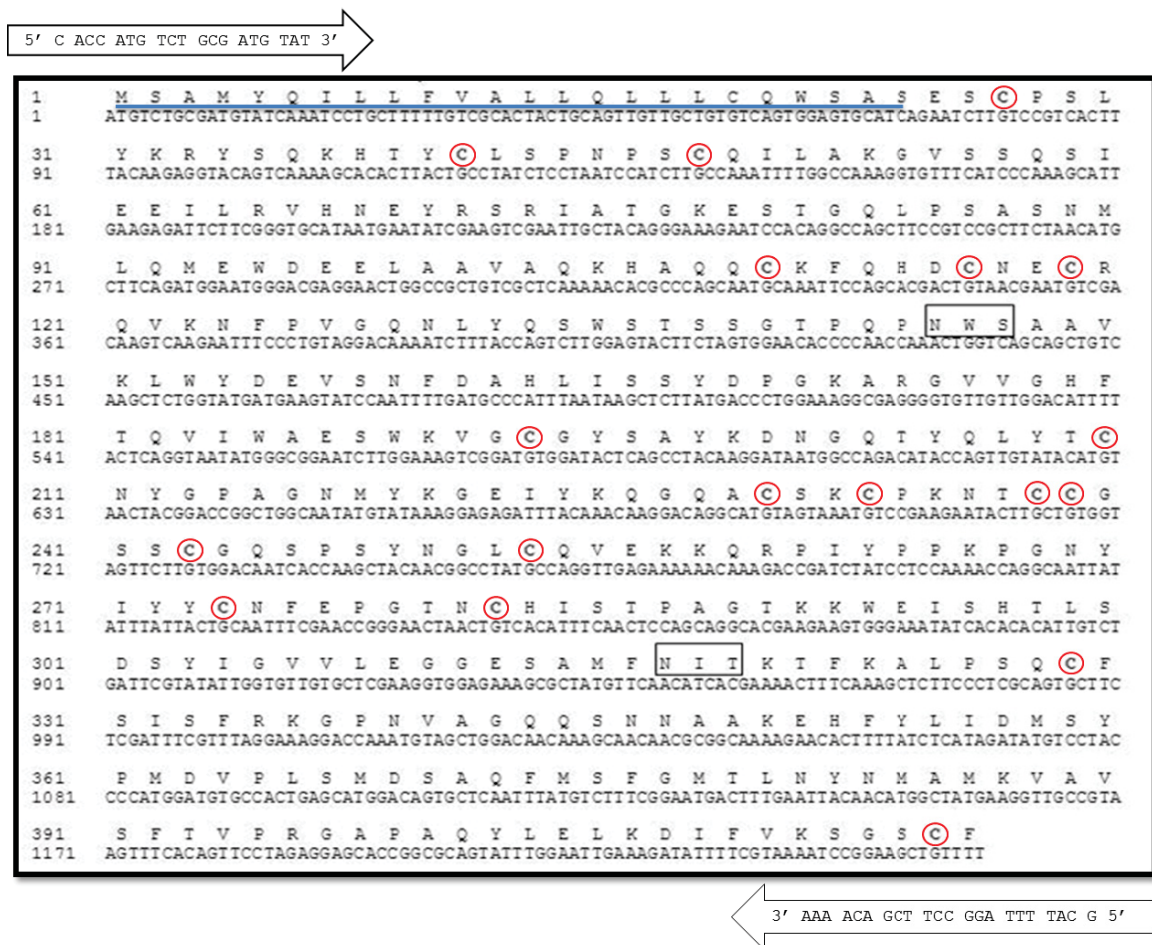 5' C ACC ATG TCT GCG ATG TAT 3'
1 M S A M Y Q I L L F V A L L Q L L L C Q W S A S E S C P S L
1 ATGTCTGCGATGTATCAAATCCTGCTTTTTGTCGCACTACTGCAGTTGTTGCTGTGTCAGTGGAGTGCATCAGAATCTTGTCCGTCACTT
31 Y K R Y S Q K H T Y C L S P N P S C Q I L A K G V S S Q S I
91 TACAAGAGGTACAGTCAAAAGCACACTTACTGCCTATCTCCTAATCCATCTTGCCAAATTTTGGCCAAAGGTGTTTCATCCCAAAGCATT
61 E E I L R V H N E Y R S R I A T G K E S T G Q L P S A S N M
181 GAAGAGATTCTTCGGGTGCATAATGAATATCGAAGTCGAATTGCTACAGGGAAAGAATCCACAGGCCAGCTTCCGTCCGCTTCTAACATG
91 L Q M E W D E E L A A V A Q K H A Q Q C K F Q H D C N E C R
271 CTTCAGATGGAATGGGACGAGGAACTGGCCGCTGTCGCTCAAAAACACGCCCAGCAATGCAAATTCCAGCACGACTGTAACGAATGTCGA
121 Q V K N F P V G Q N L Y Q S W S T S S G T P Q P N W S A A V
361 CAAGTCAAGAATTTCCCTGTAGGACAAAATCTTTACCAGTCTTGGAGTACTTCTAGTGGAACACCCCAACCAAACTGGTCAGCAGCTGTC
151 K L W Y D E V S N F D A H L I S S Y D P G K A R G V V G H F
451 AAGCTCTGGTATGATGAAGTATCCAATTTTGATGCCCATTTAATAAGCTCTTATGACCCTGGAAAGGCGAGGGGTGTTGTTGGACATTTT
181 T Q V I W A E S W K V G C G Y S A Y K D N G Q T Y Q L Y T C
541 ACTCAGGTAATATGGGCGGAATCTTGGAAAGTCGGATGTGGATACTCAGCCTACAAGGATAATGGCCAGACATACCAGTTGTATACATGT
211 N Y G P A G N M Y K G E I Y K Q G Q A C S K C P K N T C C G
631 AACTACGGACCGGCTGGCAATATGTATAAAGGAGAGATTTACAAACAAGGACAGGCATGTAGTAAATGTCCGAAGAATACTTGCTGTGGT
241 S S C G Q S P S Y N G L C Q V E K K Q R P I Y P P K P G N Y
721 AGTTCTTGTGGACAATCACCAAGCTACAACGGCCTATGCCAGGTTGAGAAAAAACAAAGACCGATCTATCCTCCAAAACCAGGCAATTAT
271 I Y Y C N F E P G T N C H I S T P A G T K K W E I S H T L S
811 ATTTATTACTGCAATTTCGAACCGGGAACTAACTGTCACATTTCAACTCCAGCAGGCACGAAGAAGTGGGAAATATCACACACATTGTCT
301 D S Y I G V V L E G G E S A M F N I T K T F K A L P S Q C F
901 GATTCGTATATTGGTGTTGTGCTCGAAGGTGGAGAAAGCGCTATGTTCAACATCACGAAAACTTTCAAAGCTCTTCCCTCGCAGTGCTTC
331 S I S F R K G P N V A G Q Q S N N A A K E H F Y L I D M S Y
991 TCGATTTCGTTTAGGAAAGGACCAAATGTAGCTGGACAACAAAGCAACAACGCGGCAAAAGAACACTTTTATCTCATAGATATGTCCTAC
361 P M D V P L S M D S A Q F M S F G M T L N Y N M A M K V A V
1081 CCCATGGATGTGCCACTGAGCATGGACAGTGCTCAATTTATGTCTTTCGGAATGACTTTGAATTACAACATGGCTATGAAGGTTGCCGTA
391 S F T V P R G A P A Q Y L E L K D I F V K S G S C F
1171 AGTTTCACAGTTCCTAGAGGAGCACCGGCGCAGTATTTGGAATTGAAAGATATTTTCGTAAAATCCGGAAGCTGTTTT
3' AAA ACA GCT TCC GGA TTT TAC G 5'